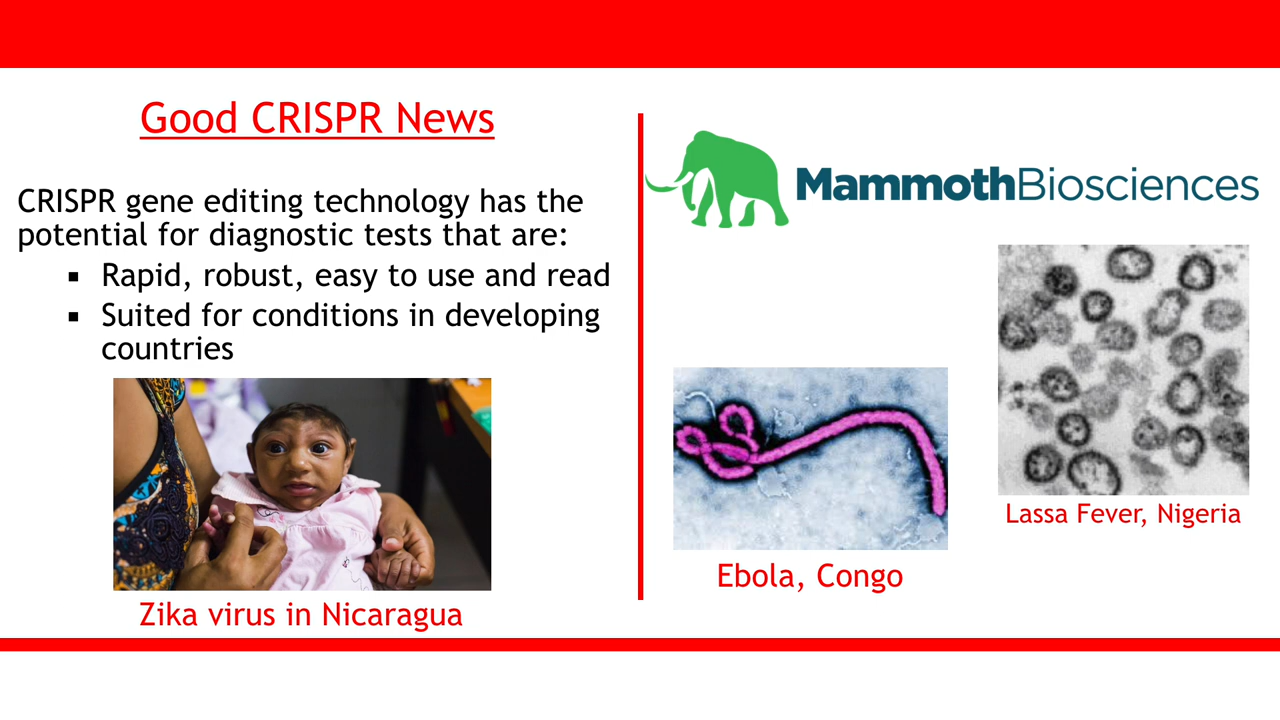 Good CRISPR News
CRISPR gene editing technology has the
potential for diagnostic tests that are:
▪ Rapid, robust, easy to use and read
▪ Suited for conditions in developing
countries
Zika virus in Nicaragua
MammothBiosciences
Ebola, Congo
Lassa Fever, Nigeria